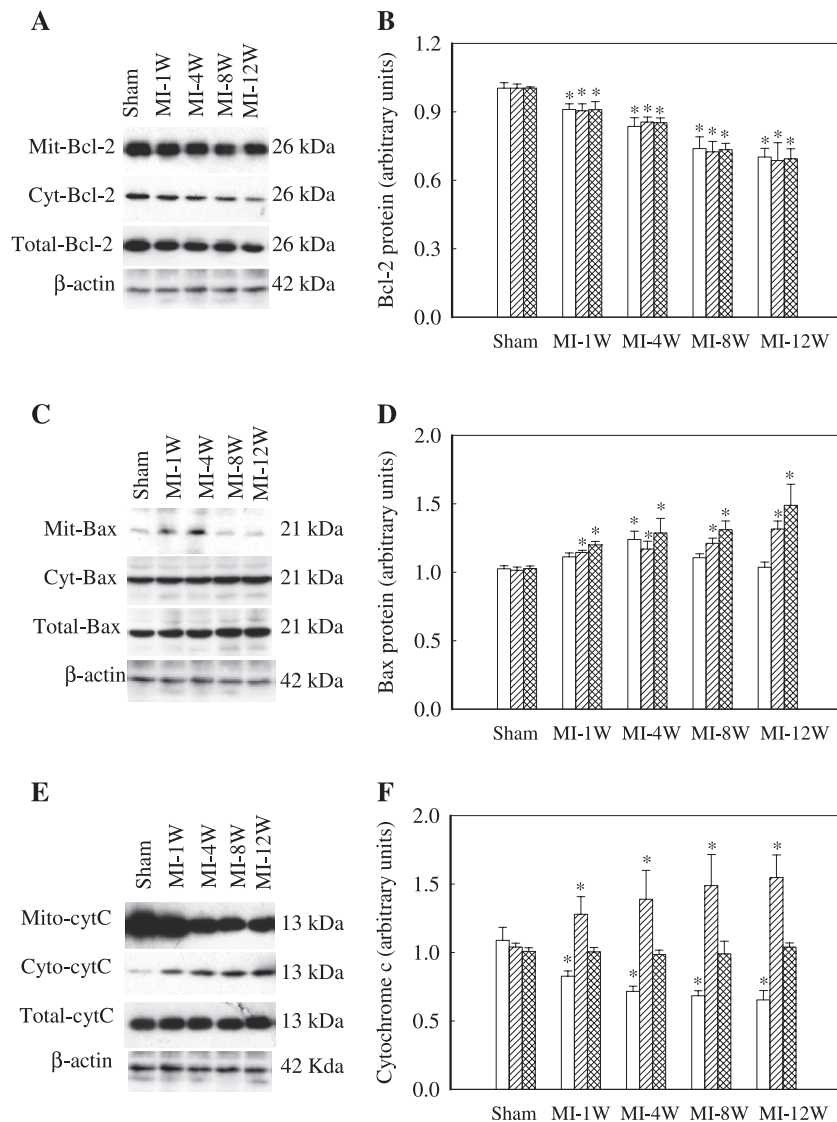 A
Sham
MI-1W
MI-4W
MI-8W
MI-12W
Mit-Bcl-2
26 kDa
Cyt-Bcl-2
26 kDa
Total-Bcl-2
26 kDa
β-actin
42 kDa
B
Bcl-2 protein (arbitrary units)
1.2
0.9
0.6
0.3
0.0
* * *
* * *
* * *
* * *
Sham MI-1W MI-4W MI-8W MI-12W
C
Sham
MI-1W
MI-4W
MI-8W
MI-12W
Mit-Bax
21 kDa
Cyt-Bax
21 kDa
Total-Bax
21 kDa
β-actin
42 kDa
D
Bax protein (arbitrary units)
2.0
1.5
1.0
0.5
0.0
* *
* * *
* *
* *
Sham MI-1W MI-4W MI-8W MI-12W
E
Sham
MI-1W
MI-4W
MI-8W
MI-12W
Mito-cytC
13 kDa
Cyto-cytC
13 kDa
Total-cytC
13 kDa
β-actin
42 Kda
F
Cytochrome c (arbitrary units)
2.0
1.5
1.0
0.5
0.0
* *
* *
* *
* *
Sham MI-1W MI-4W MI-8W MI-12W